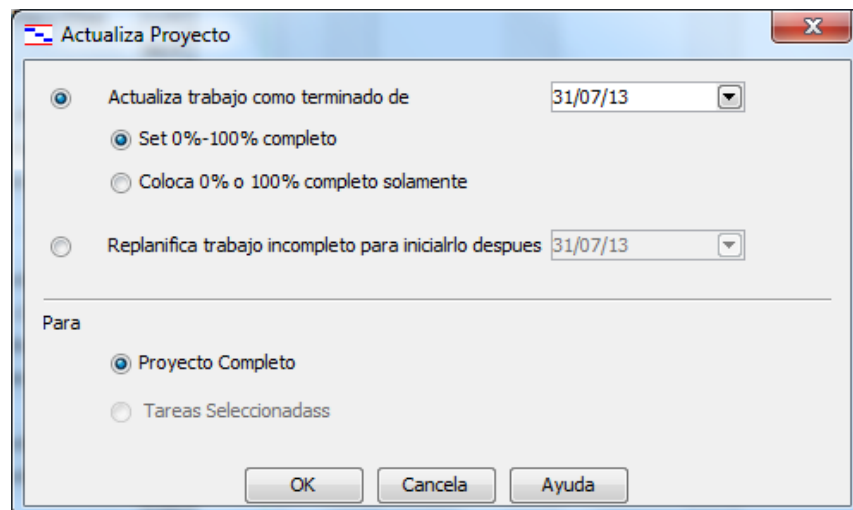 Actualiza Proyecto
Actualiza trabajo como terminado de 31/07/13
Set 0%-100% completo
Coloca 0% o 100% completo solamente
Replanifica trabajo incompleto para inicialrlo despues 31/07/13
Para
Proyecto Completo
Tareas Seleccionadass
OK Cancela Ayuda